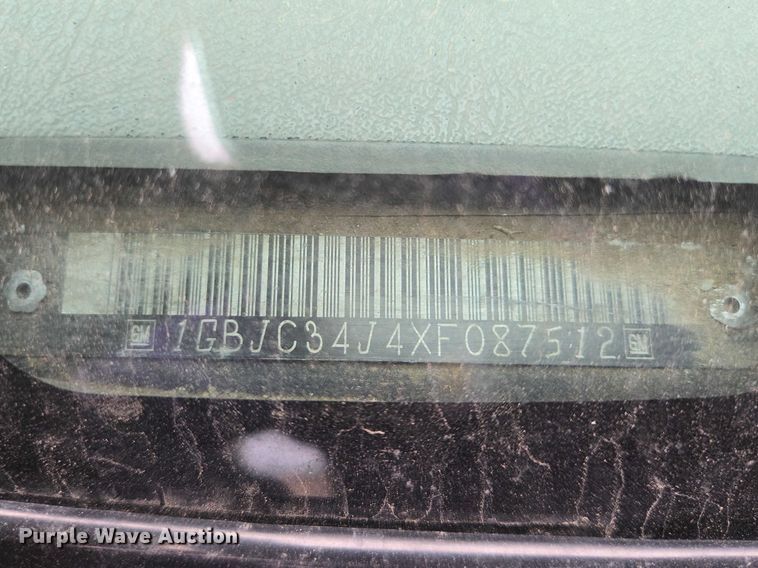 GM 1GBJC34J4XF087512 GM
Purple Wave Auction®